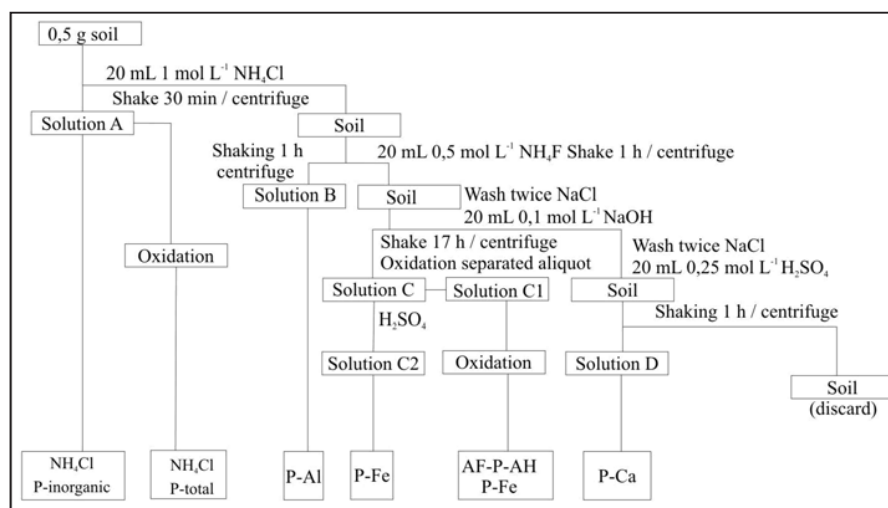 0,5 g soil
20 mL 1 mol L⁻¹ NH₄Cl
Shake 30 min / centrifuge
Solution A
Soil
Shaking 1 h
centrifuge
20 mL 0,5 mol L⁻¹ NH₄F Shake 1 h / centrifuge
Solution B
Soil
Wash twice NaCl
20 mL 0,1 mol L⁻¹ NaOH
Oxidation
Shake 17 h / centrifuge
Oxidation separated aliquot
Wash twice NaCl
20 mL 0,25 mol L⁻¹ H₂SO₄
Solution C
Solution C1
Soil
H₂SO₄
Shaking 1 h / centrifuge
Solution C2
Oxidation
Solution D
Soil
(discard)
NH₄Cl
P-inorganic
NH₄Cl
P-total
P-Al
P-Fe
AF-P-AH
P-Fe
P-Ca